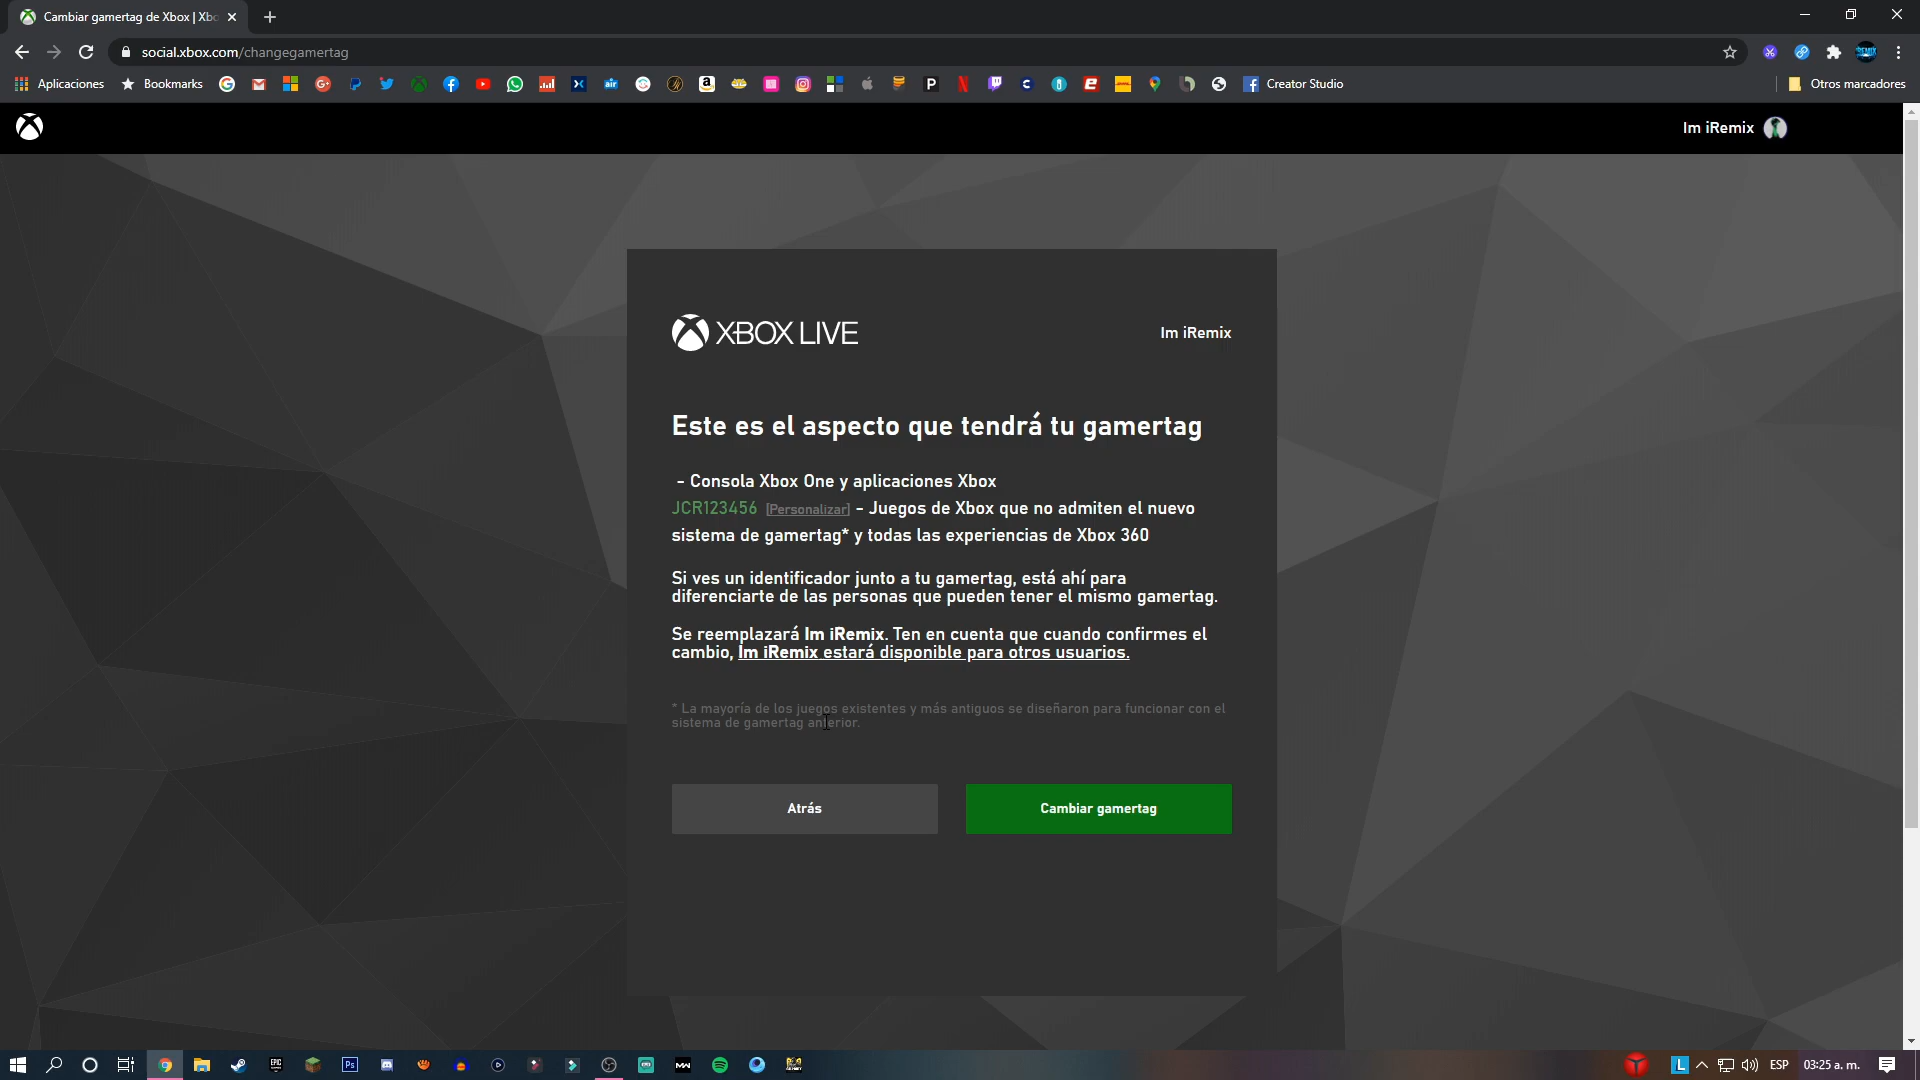 Cambiar gamertag de Xbox | Xbo
social.xbox.com/changegamertag
Aplicaciones
Bookmarks
Creator Studio
Otros marcadores
Im iRemix
XBOX LIVE
Im iRemix
Este es el aspecto que tendrá tu gamertag
- Consola Xbox One y aplicaciones Xbox
JCR123456 [Personalizar] - Juegos de Xbox que no admiten el nuevo
sistema de gamertag* y todas las experiencias de Xbox 360
Si ves un identificador junto a tu gamertag, está ahí para
diferenciarte de las personas que pueden tener el mismo gamertag.
Se reemplazará Im iRemix. Ten en cuenta que cuando confirmes el
cambio, Im iRemix estará disponible para otros usuarios.
* La mayoría de los juegos existentes y más antiguos se diseñaron para funcionar con el
sistema de gamertag anterior.
Atrás
Cambiar gamertag
ESP
03:25 a. m.